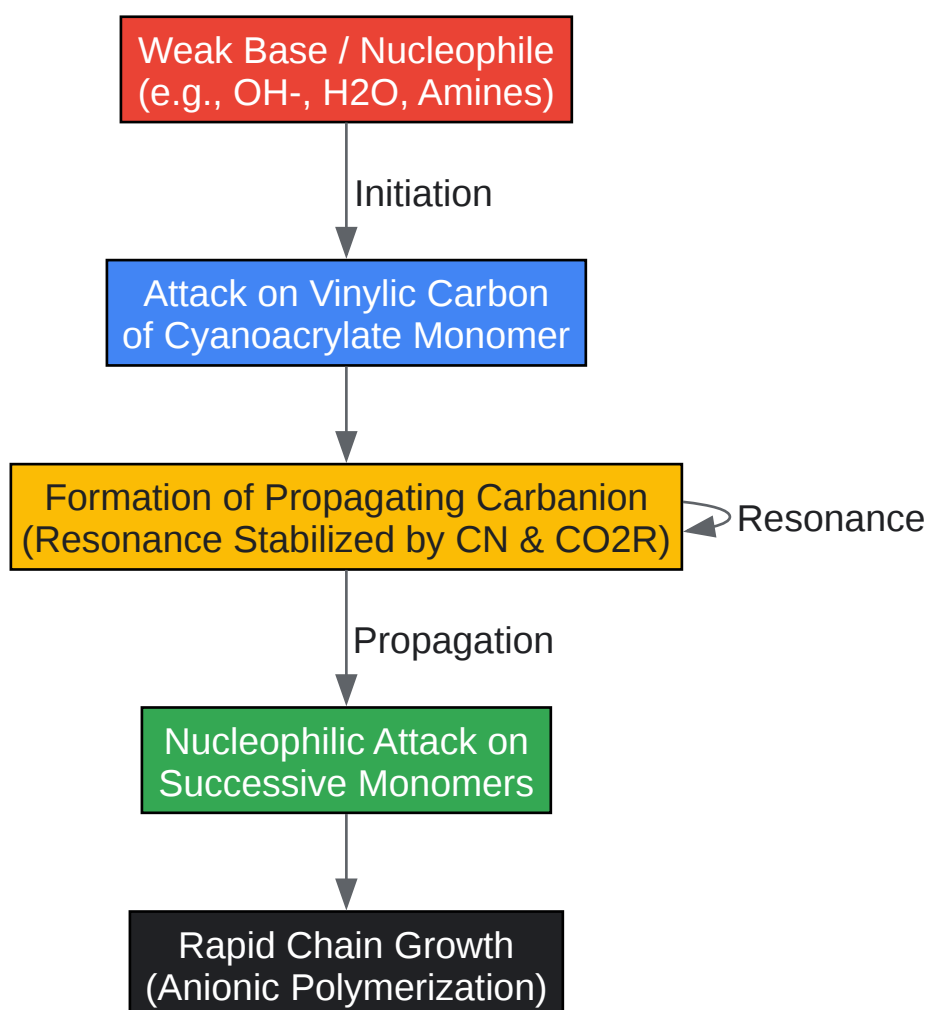 Weak Base / Nucleophile
(e.g., OH-, H2O, Amines)
Initiation
Attack on Vinylic Carbon
of Cyanoacrylate Monomer
Formation of Propagating Carbanion
(Resonance Stabilized by CN & CO2R)
Resonance
Propagation
Nucleophilic Attack on
Successive Monomers
Rapid Chain Growth
(Anionic Polymerization)